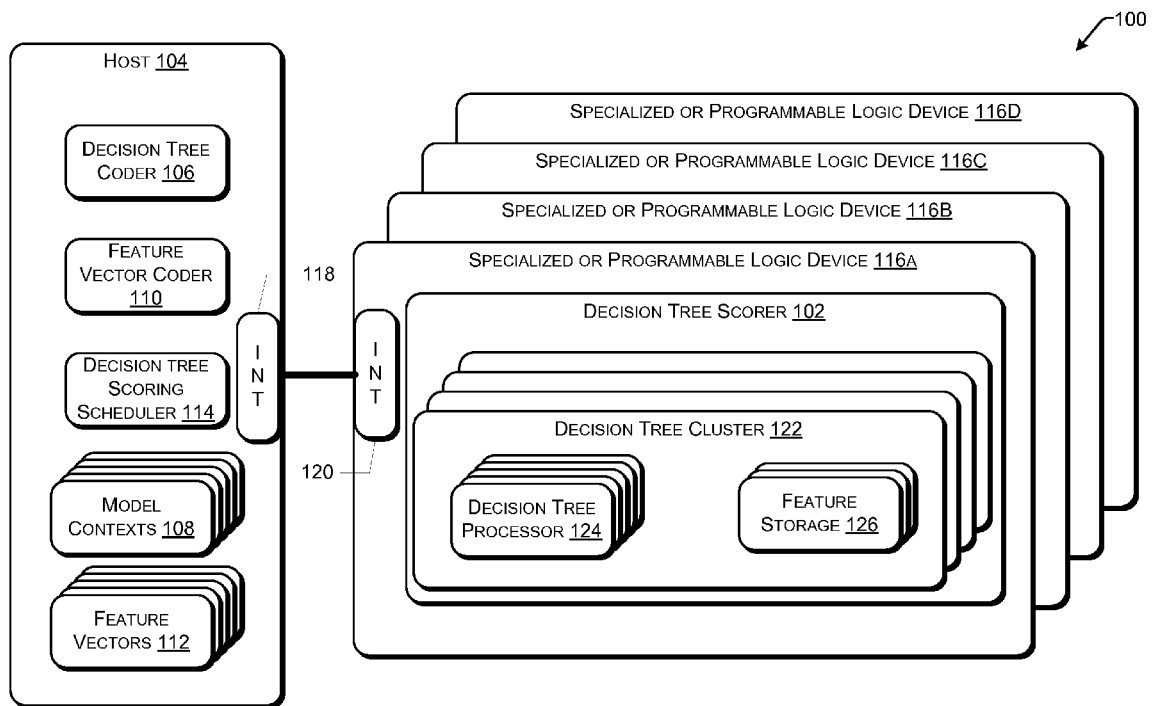 100
HOST 104
DECISION TREE
CODER 106
FEATURE
VECTOR CODER
110
118
I
N
T
DECISION TREE
SCORING
SCHEDULER 114
MODEL
CONTEXTS 108
FEATURE
VECTORS 112
SPECIALIZED OR PROGRAMMABLE LOGIC DEVICE 116D
SPECIALIZED OR PROGRAMMABLE LOGIC DEVICE 116C
SPECIALIZED OR PROGRAMMABLE LOGIC DEVICE 116B
SPECIALIZED OR PROGRAMMABLE LOGIC DEVICE 116A
I
N
T
120
DECISION TREE SCORER 102
DECISION TREE CLUSTER 122
DECISION TREE
PROCESSOR 124
FEATURE
STORAGE 126